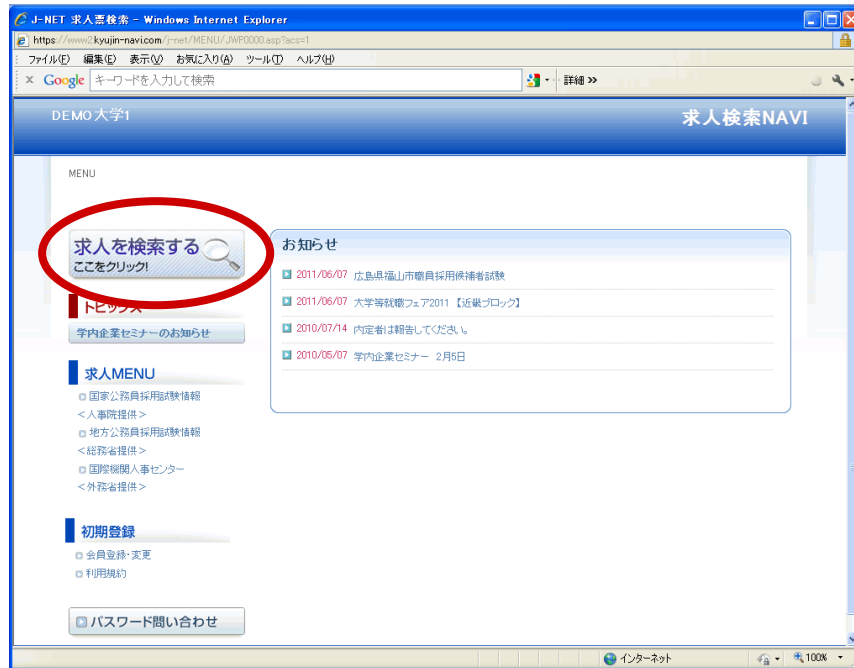 J-NET 求人票検索 - Windows Internet Explorer
https://www2.kyujin-navi.com/j-net/MENU/JWP0000.asp?acs=1
ファイル(F) 編集(E) 表示(V) お気に入り(A) ツール(T) ヘルプ(H)
x Google キーワードを入力して検索 詳細 >>
DEMO大学1 求人検索NAVI
MENU
求人を検索する
ここをクリック!
お知らせ
2011/06/07 広島県福山市職員採用候補者試験
2011/06/07 大学等就職フェア2011 【近畿ブロック】
トピックス
2010/07/14 内定者は報告してください。
学内企業セミナーのお知らせ
2010/05/07 学内企業セミナー 2月5日
求人MENU
国家公務員採用試験情報
<人事院提供>
地方公務員採用試験情報
<総務省提供>
国際機関人事センター
<外務省提供>
初期登録
会員登録・変更
利用規約
パスワード問い合わせ
インターネット 100%